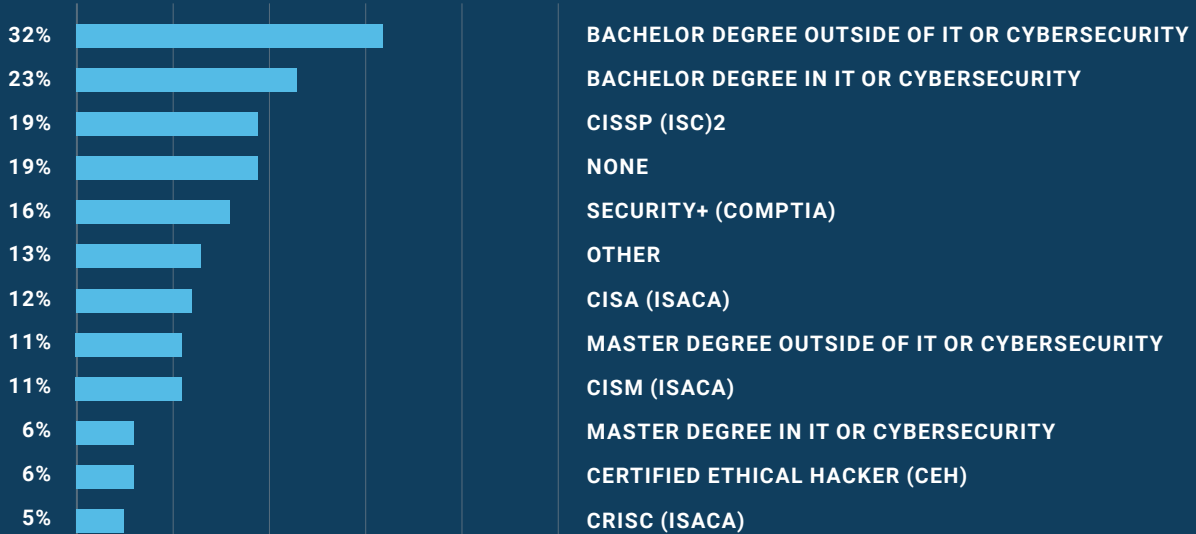 32% BACHELOR DEGREE OUTSIDE OF IT OR CYBERSECURITY
23% BACHELOR DEGREE IN IT OR CYBERSECURITY
19% CISSP (ISC)2
19% NONE
16% SECURITY+ (COMPTIA)
13% OTHER
12% CISA (ISACA)
11% MASTER DEGREE OUTSIDE OF IT OR CYBERSECURITY
11% CISM (ISACA)
6% MASTER DEGREE IN IT OR CYBERSECURITY
6% CERTIFIED ETHICAL HACKER (CEH)
5% CRISC (ISACA)